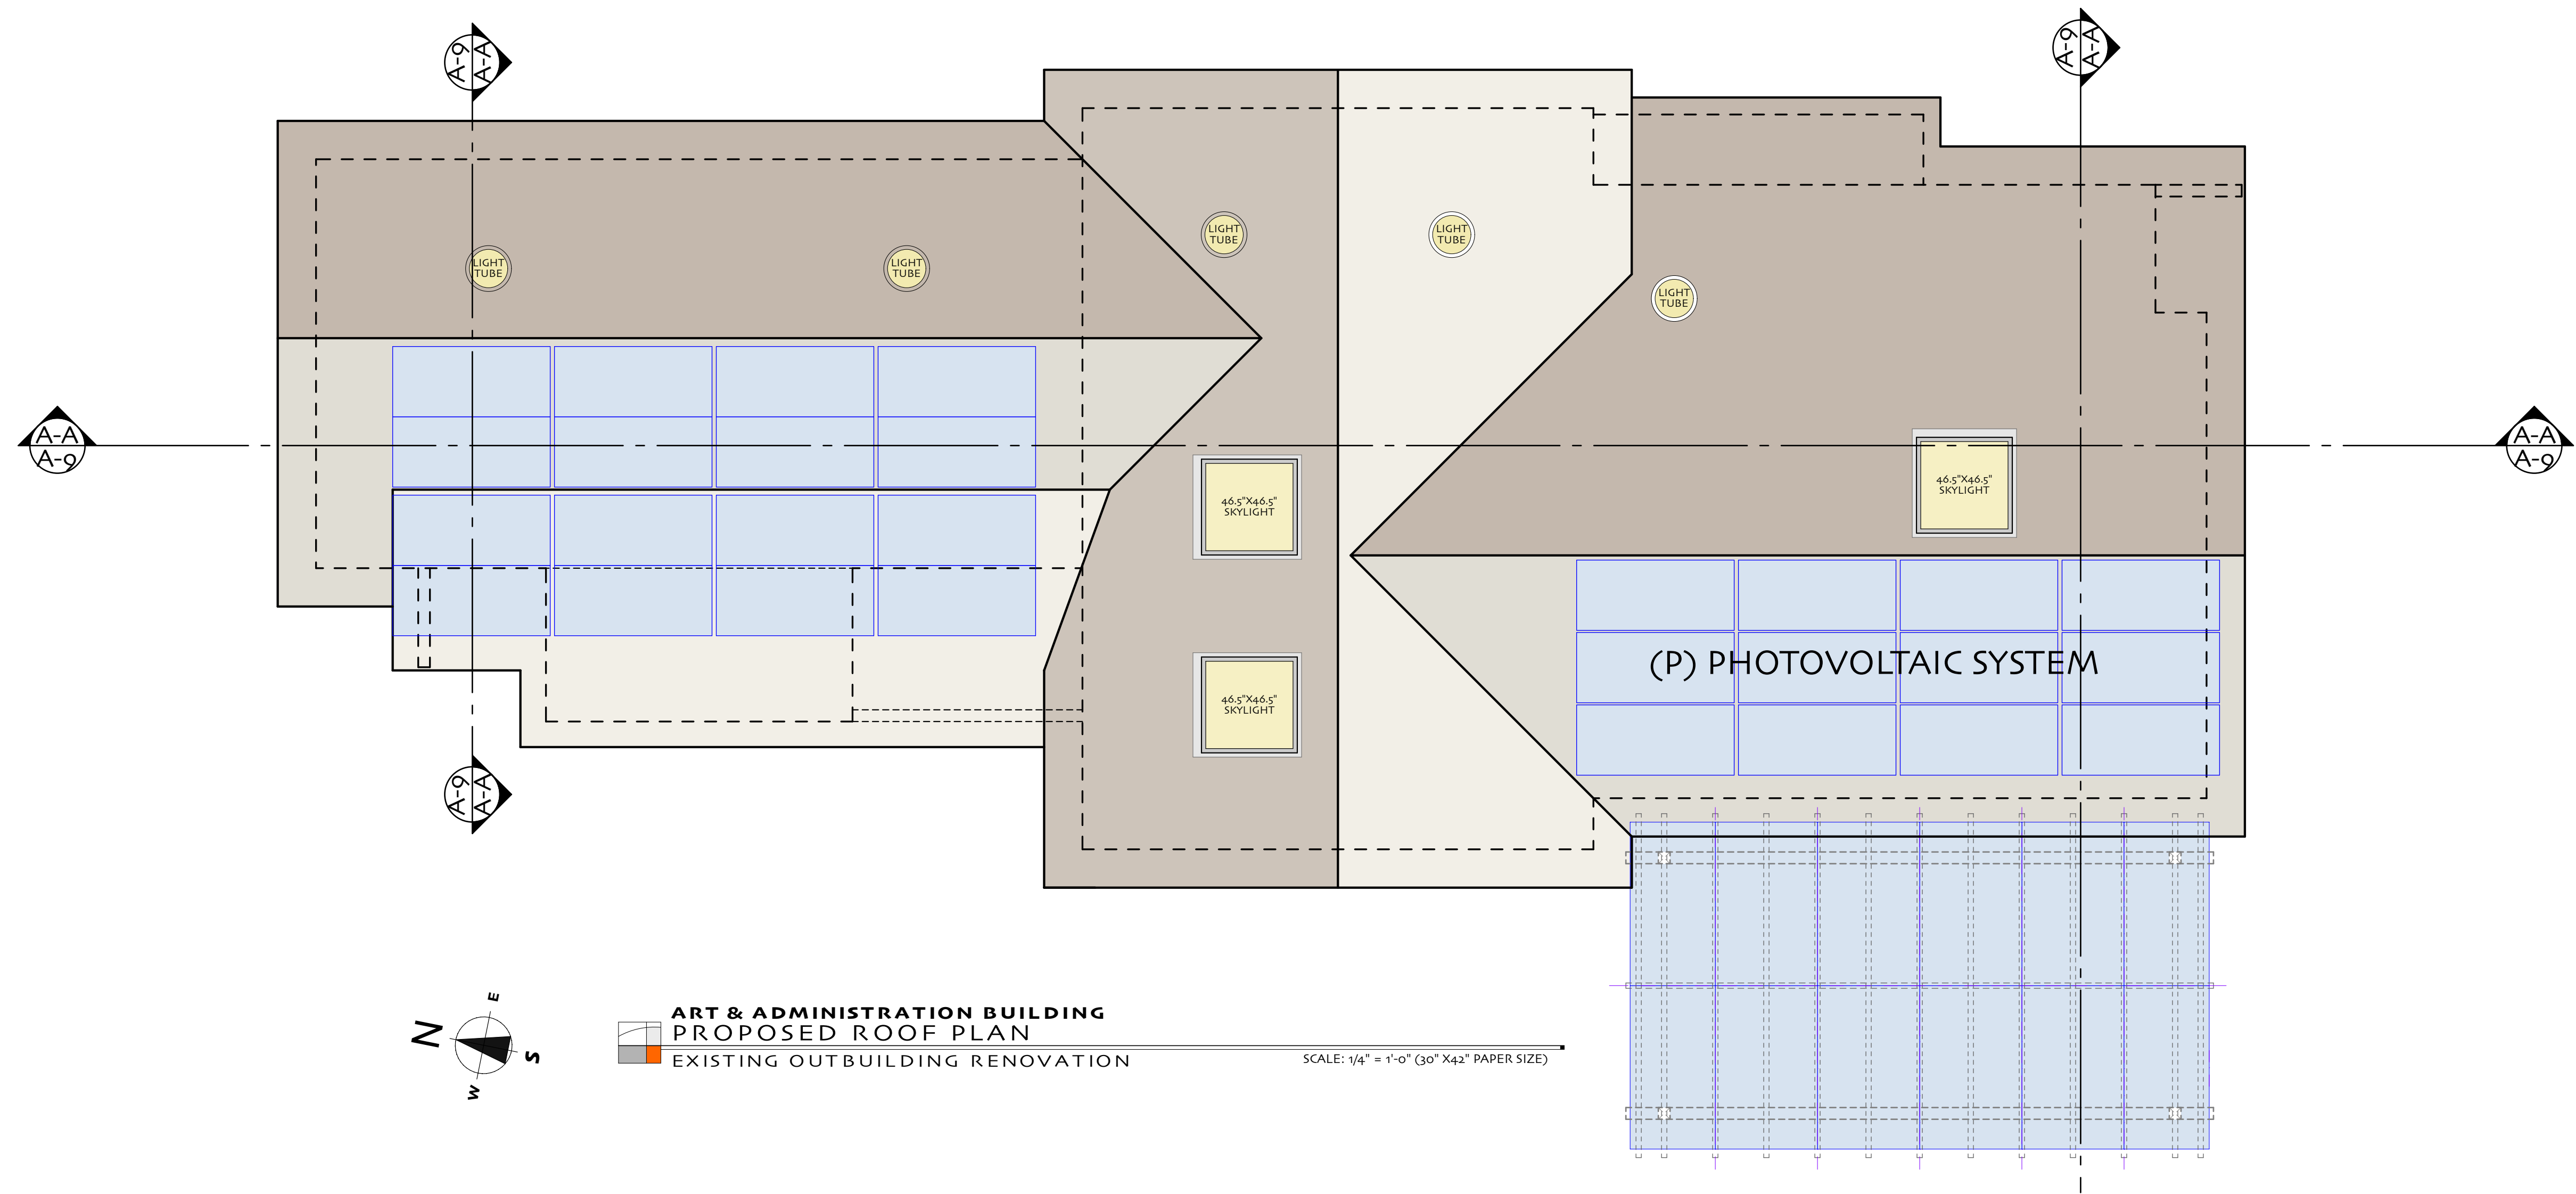 A-9
A-A
A-9
A-A
LIGHT
TUBE
LIGHT
TUBE
LIGHT
TUBE
LIGHT
TUBE
LIGHT
TUBE
A-A
A-9
A-A
A-9
46.5"X46.5"
SKYLIGHT
46.5"X46.5"
SKYLIGHT
(P) PHOTOVOLTAIC SYSTEM
46.5"X46.5"
SKYLIGHT
A-9
A-A
N
E
S
W
ART & ADMINISTRATION BUILDING
PROPOSED ROOF PLAN
EXISTING OUTBUILDING RENOVATION
SCALE: 1/4" = 1'-0" (30" X42" PAPER SIZE)